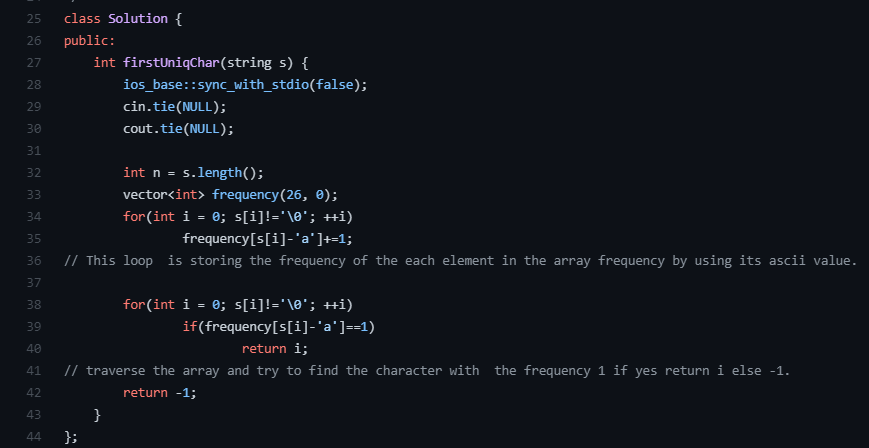 25 class Solution {
26 public:
27     int firstUniqChar(string s) {
28         ios_base::sync_with_stdio(false);
29         cin.tie(NULL);
30         cout.tie(NULL);
31
32         int n = s.length();
33         vector<int> frequency(26, 0);
34         for(int i = 0; s[i]!='\0'; ++i)
35                 frequency[s[i]-'a']+=1;
36 // This loop  is storing the frequency of the each element in the array frequency by using its ascii value.
37
38         for(int i = 0; s[i]!='\0'; ++i)
39                 if(frequency[s[i]-'a']==1)
40                         return i;
41 // traverse the array and try to find the character with  the frequency 1 if yes return i else -1.
42         return -1;
43     }
44 };